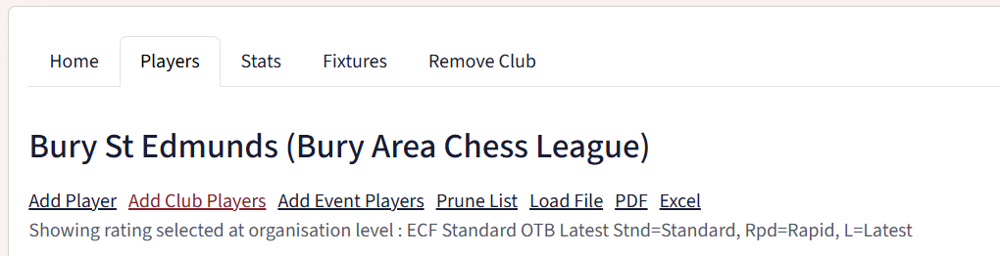 Home Players Stats Fixtures Remove Club
Bury St Edmunds (Bury Area Chess League)
Add Player Add Club Players Add Event Players Prune List Load File PDF Excel
Showing rating selected at organisation level : ECF Standard OTB Latest Stnd=Standard, Rpd=Rapid, L=Latest